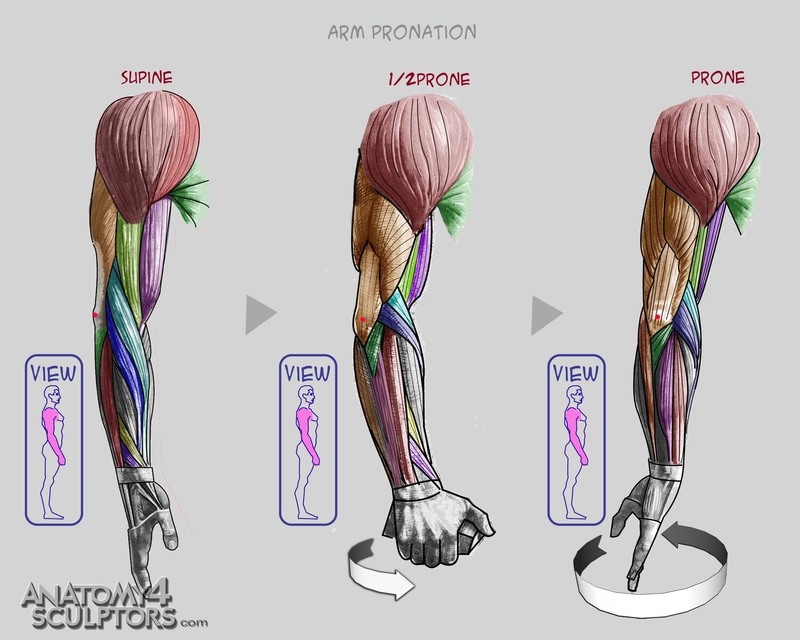 ARM PRONATION
SUPINE
1/2PRONE
PRONE
VIEW
VIEW
VIEW
ANATOMY4
SCULPTORS.com